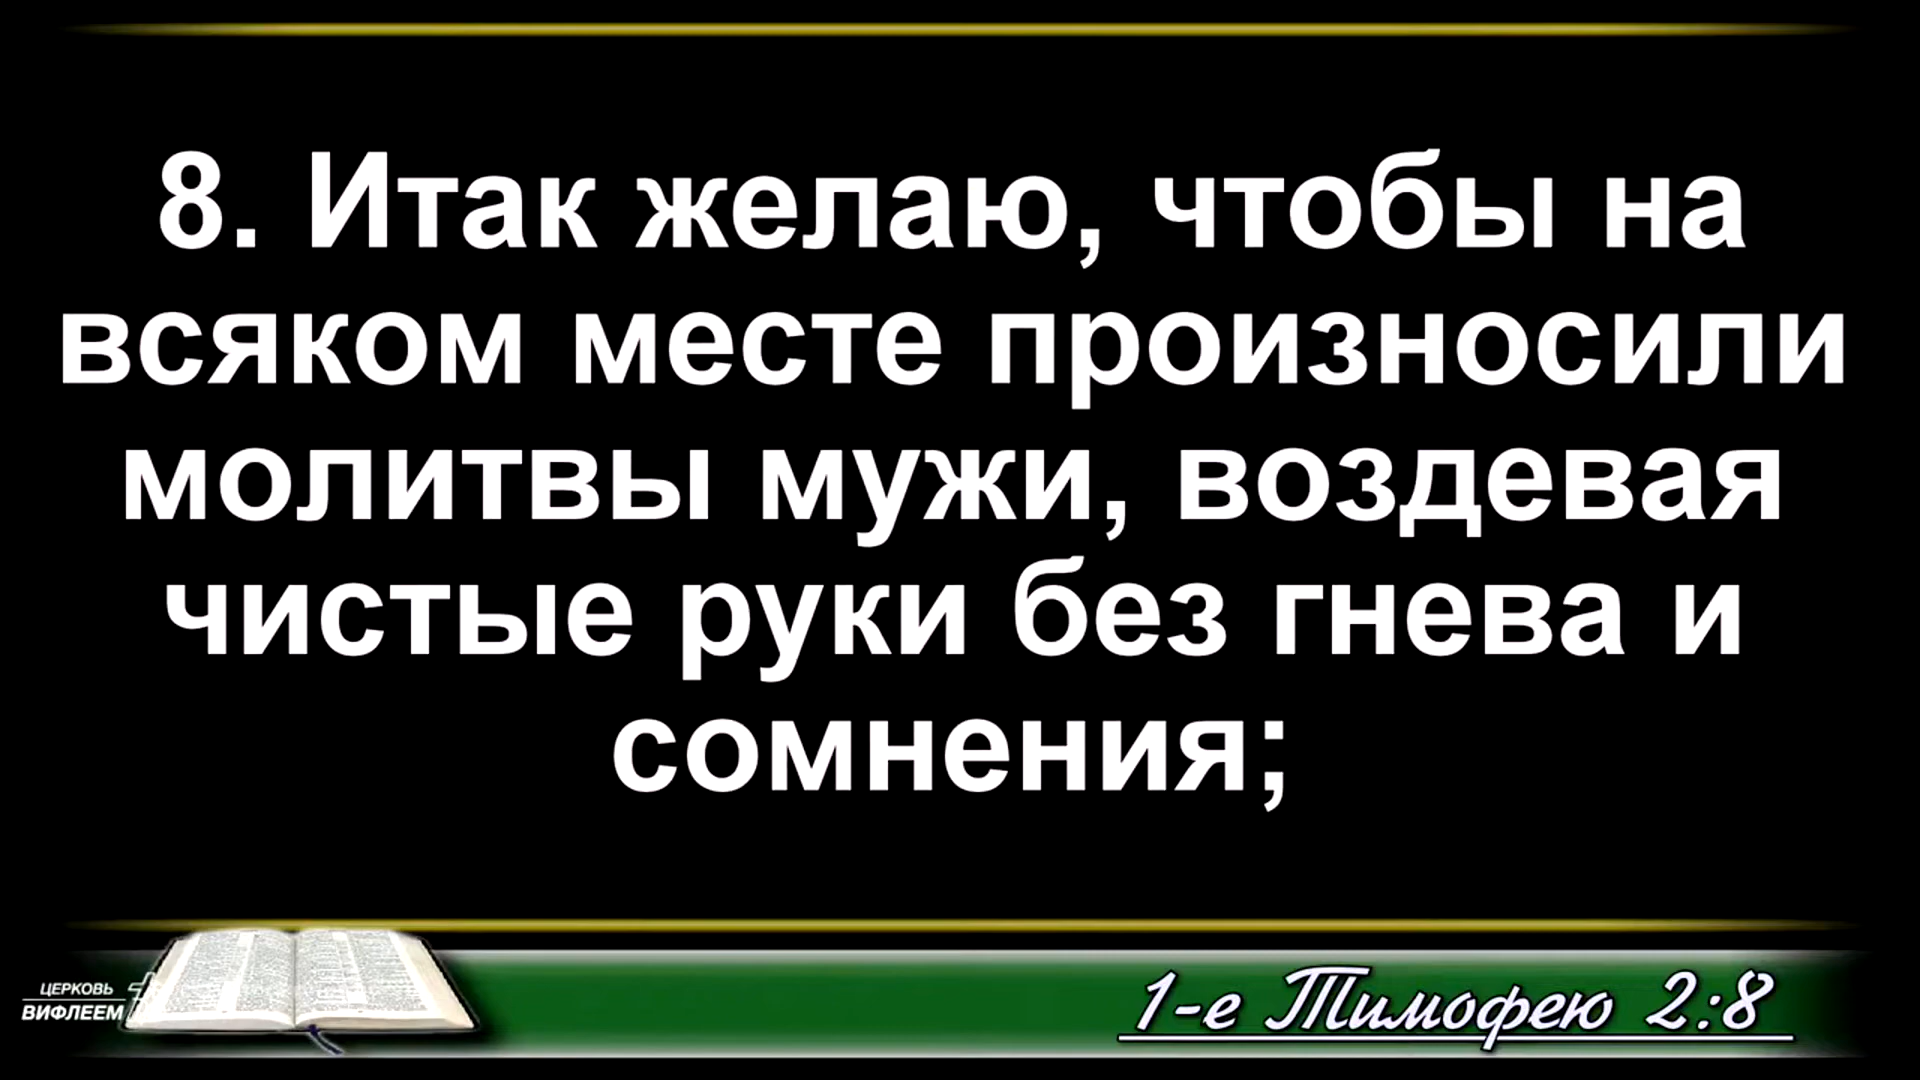 8. Итак желаю, чтобы на
всяком месте произносили
молитвы мужи, воздевая
чистые руки без гнева и
сомнения;
ЦЕРКОВЬ
ВИФЛЕЕМ
1-е Тимофею 2:8